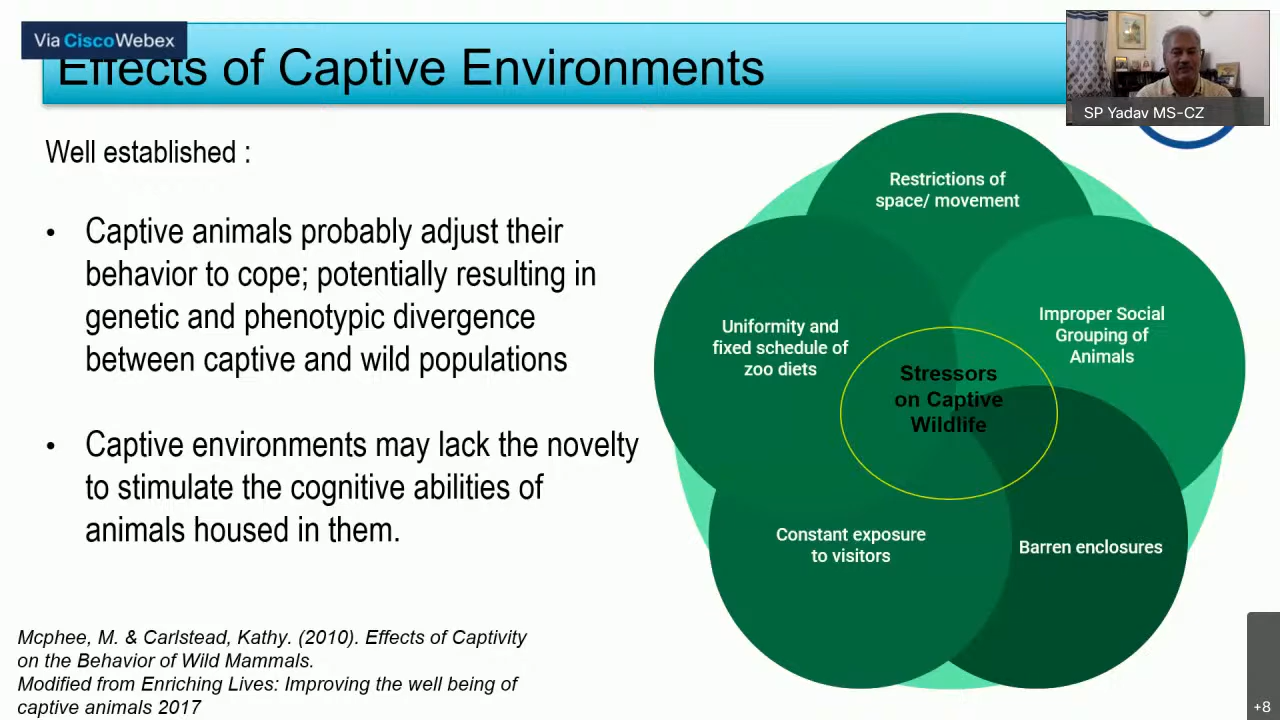 Via CiscoWebex
Effects of Captive Environments
SP Yadav MS-CZ
Well established :
• Captive animals probably adjust their
behavior to cope; potentially resulting in
genetic and phenotypic divergence
between captive and wild populations
• Captive environments may lack the novelty
to stimulate the cognitive abilities of
animals housed in them.
Mcphee, M. & Carlstead, Kathy. (2010). Effects of Captivity
on the Behavior of Wild Mammals.
Modified from Enriching Lives: Improving the well being of
captive animals 2017
Restrictions of
space/ movement
Improper Social
Grouping of
Animals
Uniformity and
fixed schedule of
zoo diets
Stressors
on Captive
Wildlife
Constant exposure
to visitors
Barren enclosures
+8